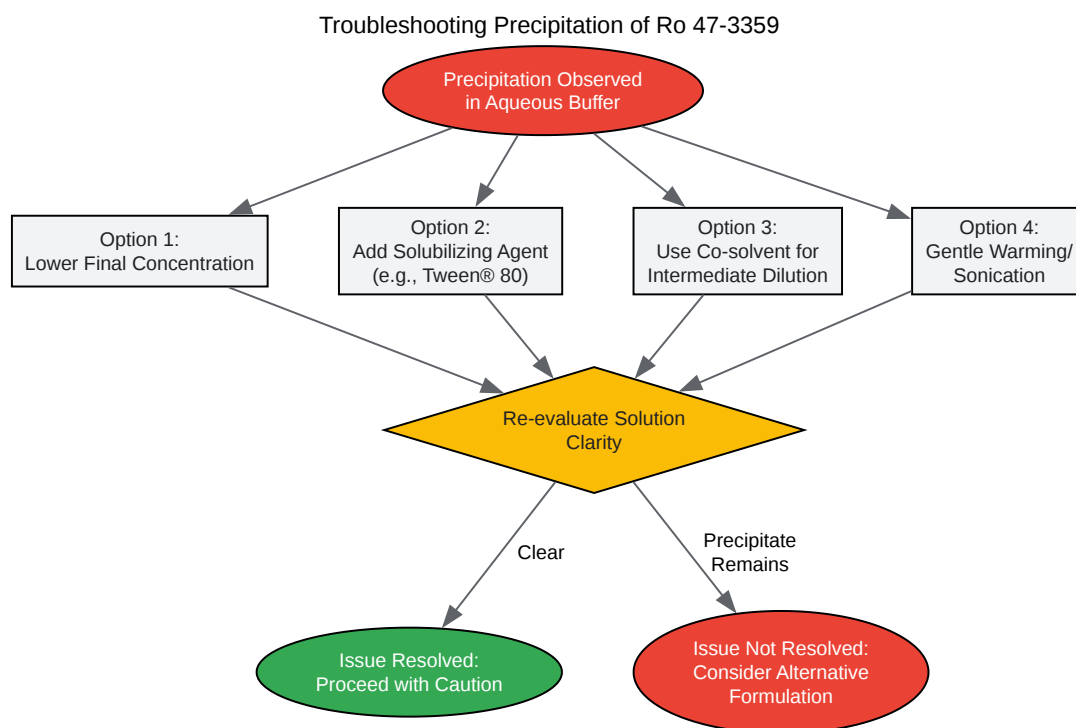 Troubleshooting Precipitation of Ro 47-3359
Precipitation Observed
in Aqueous Buffer
Option 1:
Lower Final Concentration
Option 2:
Add Solubilizing Agent
(e.g., Tween® 80)
Option 3:
Use Co-solvent for
Intermediate Dilution
Option 4:
Gentle Warming/
Sonication
Re-evaluate Solution
Clarity
Clear
Precipitate
Remains
Issue Resolved:
Proceed with Caution
Issue Not Resolved:
Consider Alternative
Formulation